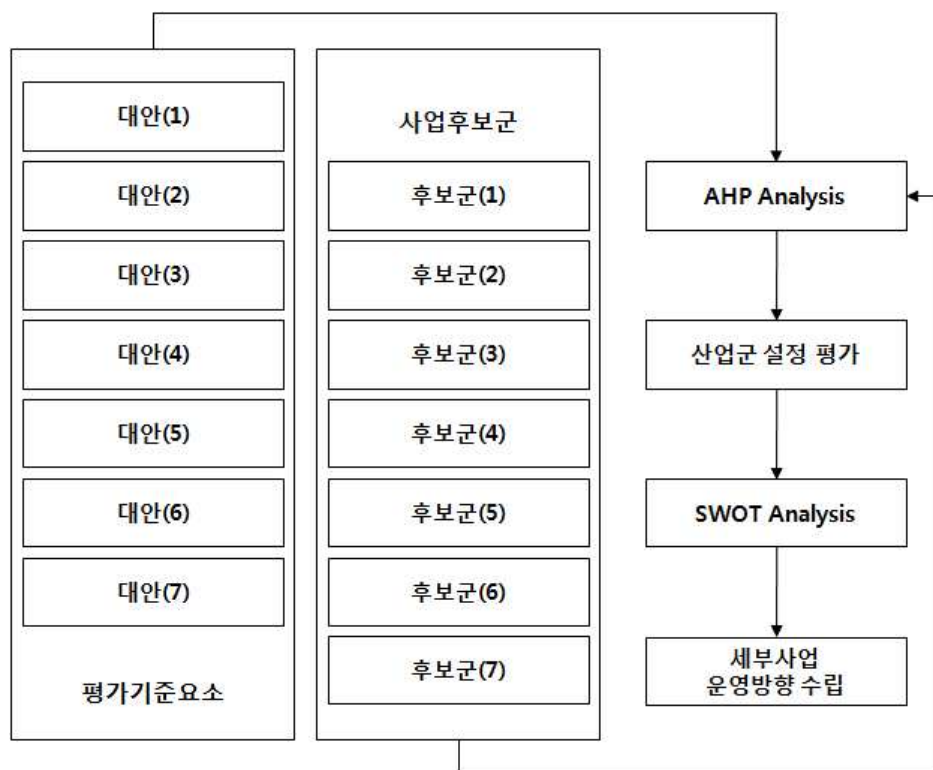 대안(1)
대안(2)
대안(3)
대안(4)
대안(5)
대안(6)
대안(7)
평가기준요소
사업후보군
후보군(1)
후보군(2)
후보군(3)
후보군(4)
후보군(5)
후보군(6)
후보군(7)
AHP Analysis
산업군 설정 평가
SWOT Analysis
세부사업
운영방향 수립